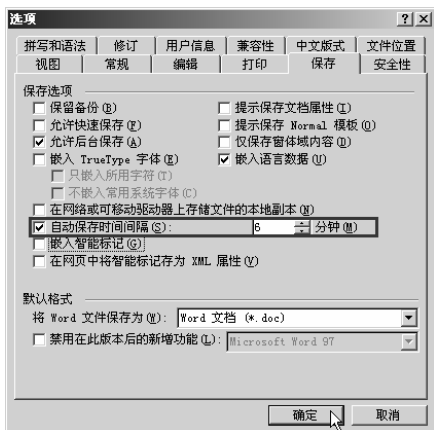 选项
拼写和语法 修订 用户信息 兼容性 中文版式 文件位置
视图 常规 编辑 打印 保存 安全性
保存选项
保留备份(B) 提示保存文档属性(I)
允许快速保存(F) 提示保存 Normal 模板(O)
允许后台保存(A) 仅保存窗体域内容(D)
嵌入 TrueType 字体(E) 嵌入语言数据(U)
只嵌入所用字符(T)
不嵌入常用系统字体(C)
在网络或可移动驱动器上存储文件的本地副本(N)
自动保存时间间隔(S): 6 分钟(M)
嵌入智能标记(G)
在网页中将智能标记存为 XML 属性(V)
默认格式
将 Word 文件保存为(W): Word 文档 (*.doc)
禁用在此版本后的新增功能(L): Microsoft Word 97
确定 取消